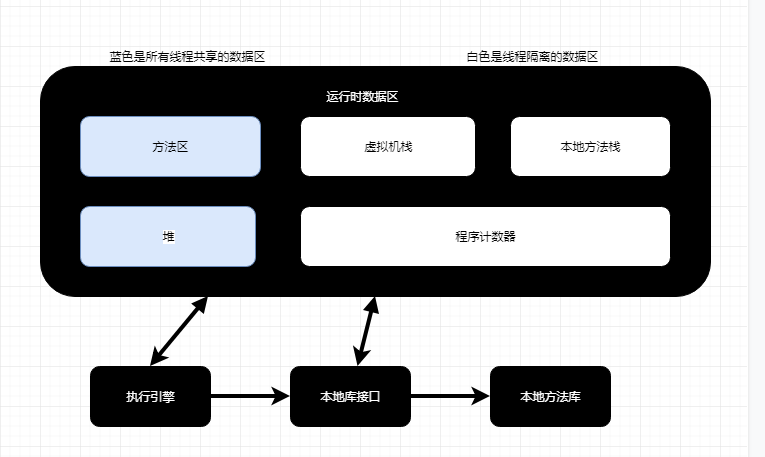 蓝色是所有线程共享的数据区
白色是线程隔离的数据区
运行时数据区
方法区
虚拟机栈
本地方法栈
堆
程序计数器
执行引擎
本地库接口
本地方法库